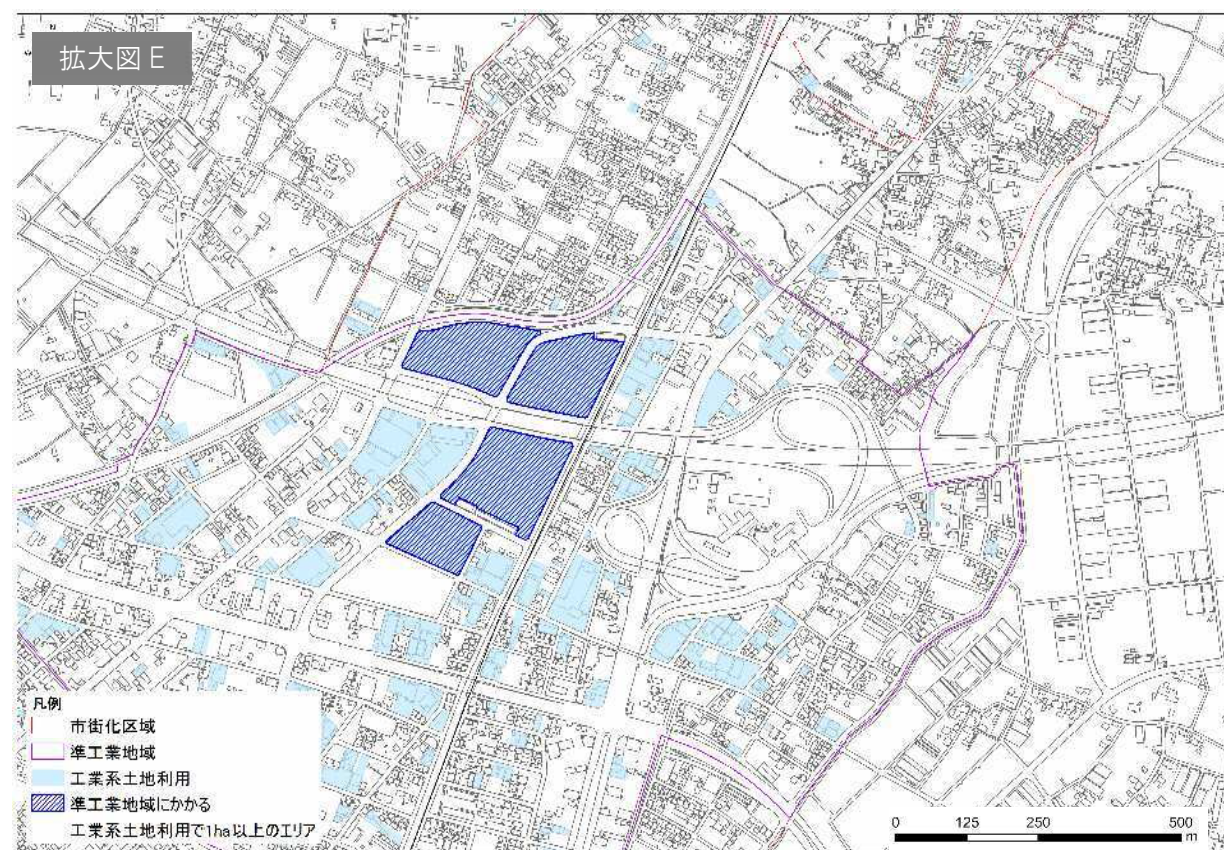 拡大図 E
凡例
市街化区域
準工業地域
工業系土地利用
準工業地域にかかる
工業系土地利用で1ha以上のエリア
0 125 250 500
m